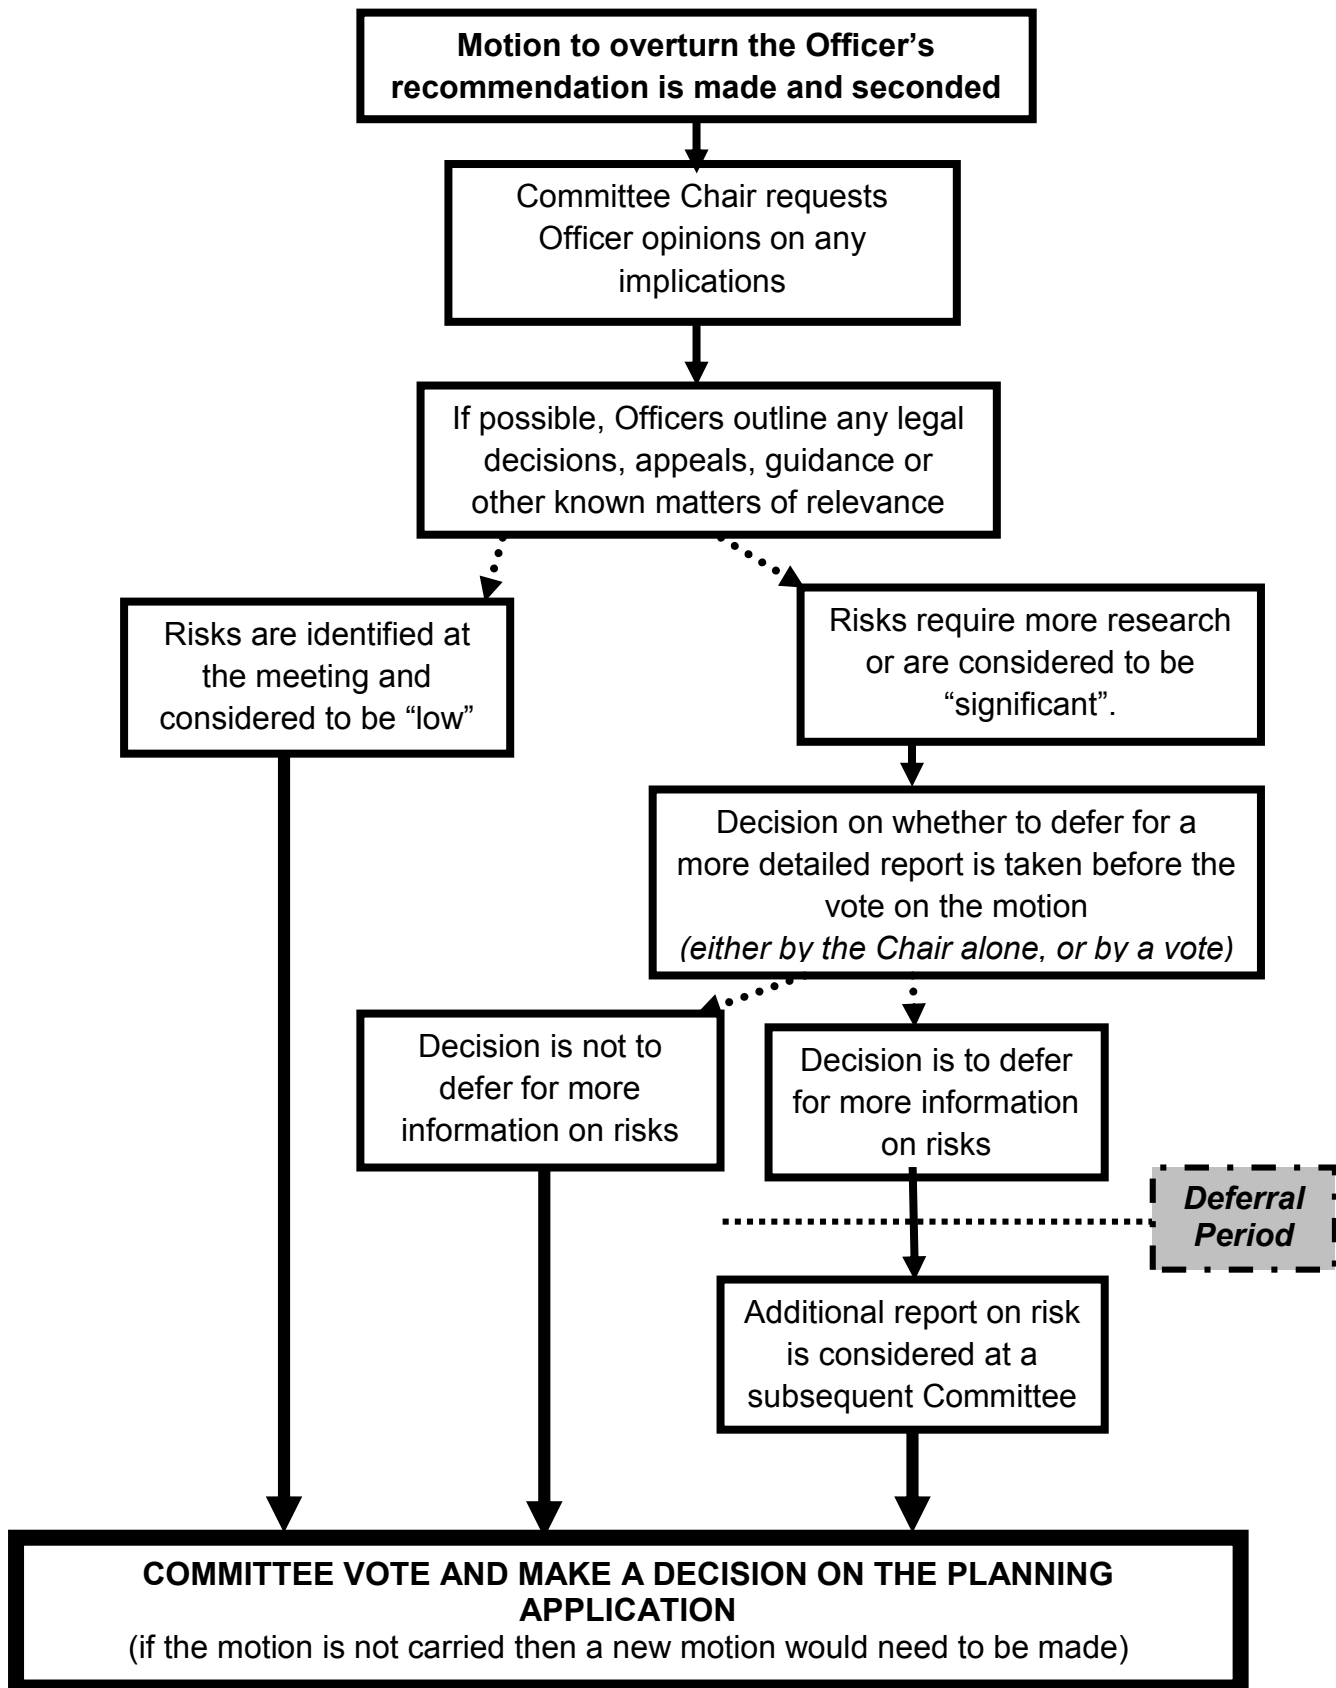 Motion to overturn the Officer’s
recommendation is made and seconded
Committee Chair requests
Officer opinions on any
implications
If possible, Officers outline any legal
decisions, appeals, guidance or
other known matters of relevance
Risks are identified at
the meeting and
considered to be “low”
Risks require more research
or are considered to be
“significant”.
Decision on whether to defer for a
more detailed report is taken before the
vote on the motion
(either by the Chair alone, or by a vote)
Decision is not to
defer for more
information on risks
Decision is to defer
for more information
on risks
Deferral
Period
Additional report on risk
is considered at a
subsequent Committee
COMMITTEE VOTE AND MAKE A DECISION ON THE PLANNING
APPLICATION
(if the motion is not carried then a new motion would need to be made)